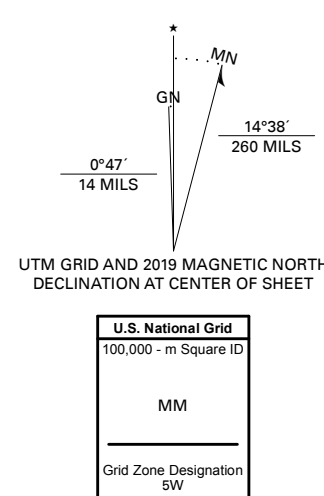 ★
MN
GN
14°38´
260 MILS
0°47´
14 MILS
UTM GRID AND 2019 MAGNETIC NORTH
DECLINATION AT CENTER OF SHEET
U.S. National Grid
100,000 - m Square ID
MM
Grid Zone Designation
5W